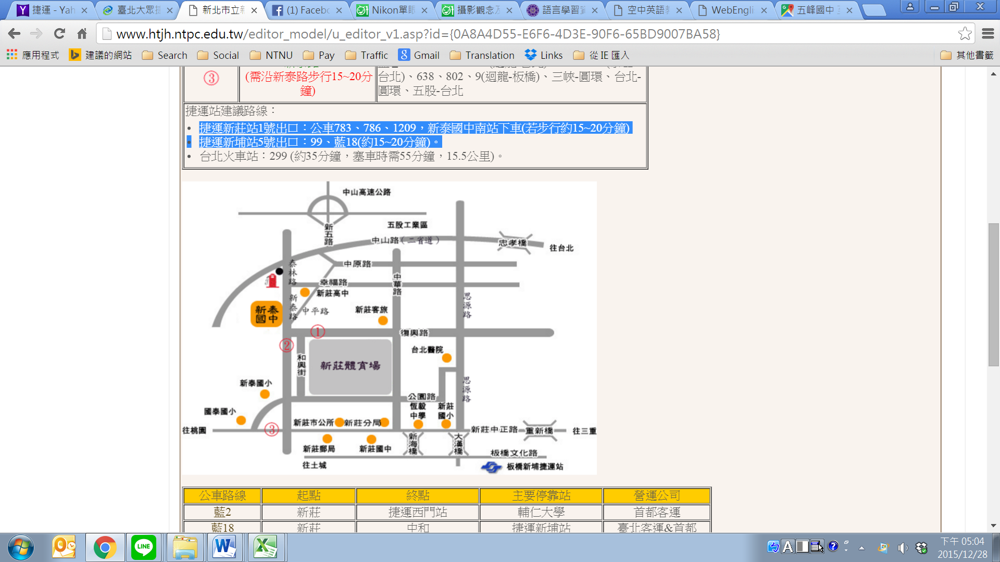 捷運 - Yah
臺北大眾捷
新北市立新
(1) Facebo
Nikon單眼
攝影觀念及
語言學習資
空中英語教
WebEngli
五峰國中 至
www.htjh.ntpc.edu.tw/editor_model/u_editor_v1.asp?id={0A8A4D55-E6F6-4D3E-90F6-65BD9007BA58}
應用程式
建議的網站
Search
Social
NTNU
Pay
Traffic
Gmail
Translation
Links
從 IE 匯入
其他書籤
③
(需沿新泰路步行15~20分
鐘)
台北)、638、802、9(迴龍-板橋)、三峽-圓環、台北-
圓環、五股-台北
捷運站建議路線：
捷運新莊站1號出口：公車783、786、1209，新泰國中南站下車(若步行約15~20分鐘)
捷運新埔站5號出口：99、藍18(約15~20分鐘)。
台北火車站：299 (約35分鐘，塞車時需55分鐘，15.5公里)。
中山高速公路
新五路
五股工業區
中山路（二省道）
忠孝橋
往台北
泰林路
中原路
中華路
幸福路
新莊高中
新泰路
思源路
新泰
國中
中平路
新莊客旅
①
復興路
②
台北醫院
和興街
新莊體育場
新泰國小
思源路
公園路
國泰國小
恆毅
中學
新莊
國小
新莊市公所
新莊分局
往桃園
③
新莊中正路
重新橋
往三重
新海橋
大漢橋
新莊郵局
新莊國中
板橋文化路
往土城
板橋新埔捷運站
公車路線 起點 終點 主要停靠站 營運公司
藍2 新莊 捷運西門站 輔仁大學 首都客運
藍18 新莊 中和 捷運新埔站 臺北客運&首都
LINE
下午 05:04
2015/12/28